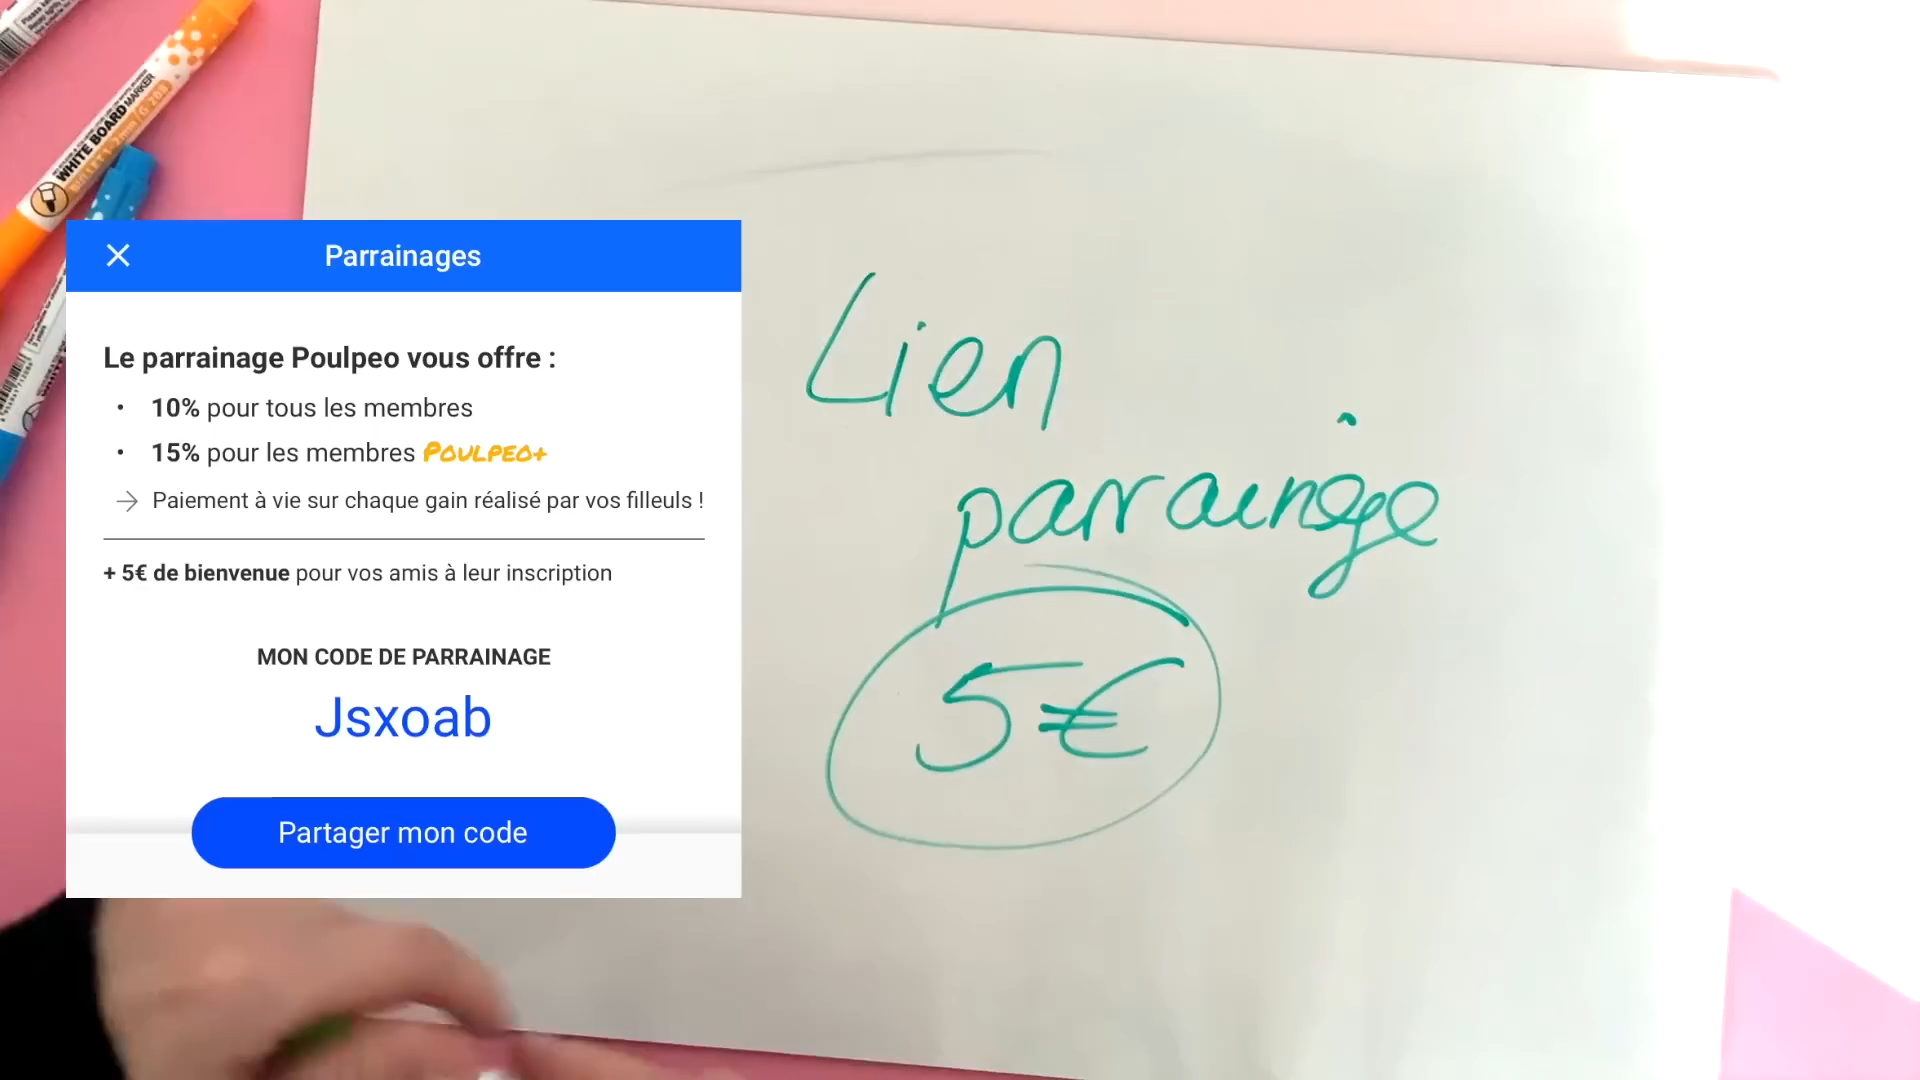 WHITE BOARD MARKER
Parrainages
Le parrainage Poulpeo vous offre :
• 10% pour tous les membres
• 15% pour les membres POULPEO+
→ Paiement à vie sur chaque gain réalisé par vos filleuls !
+ 5€ de bienvenue pour vos amis à leur inscription
MON CODE DE PARRAINAGE
Jsxoab
Partager mon code
Lien
parrainage
5€